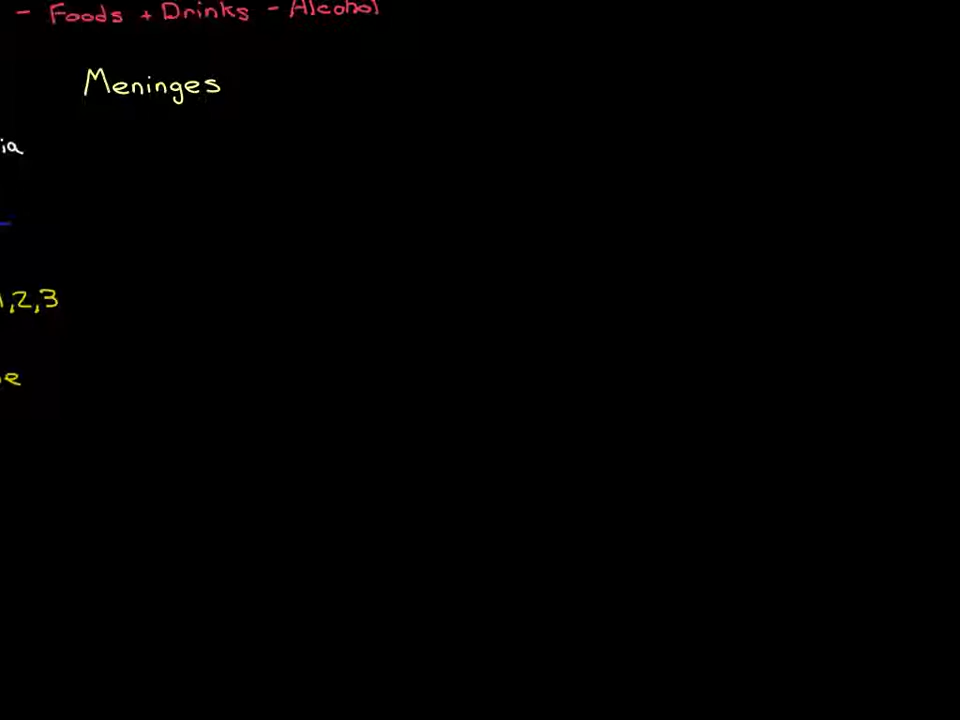 - Foods + Drinks - Alcohol
Meninges
ia
1,2,3
e